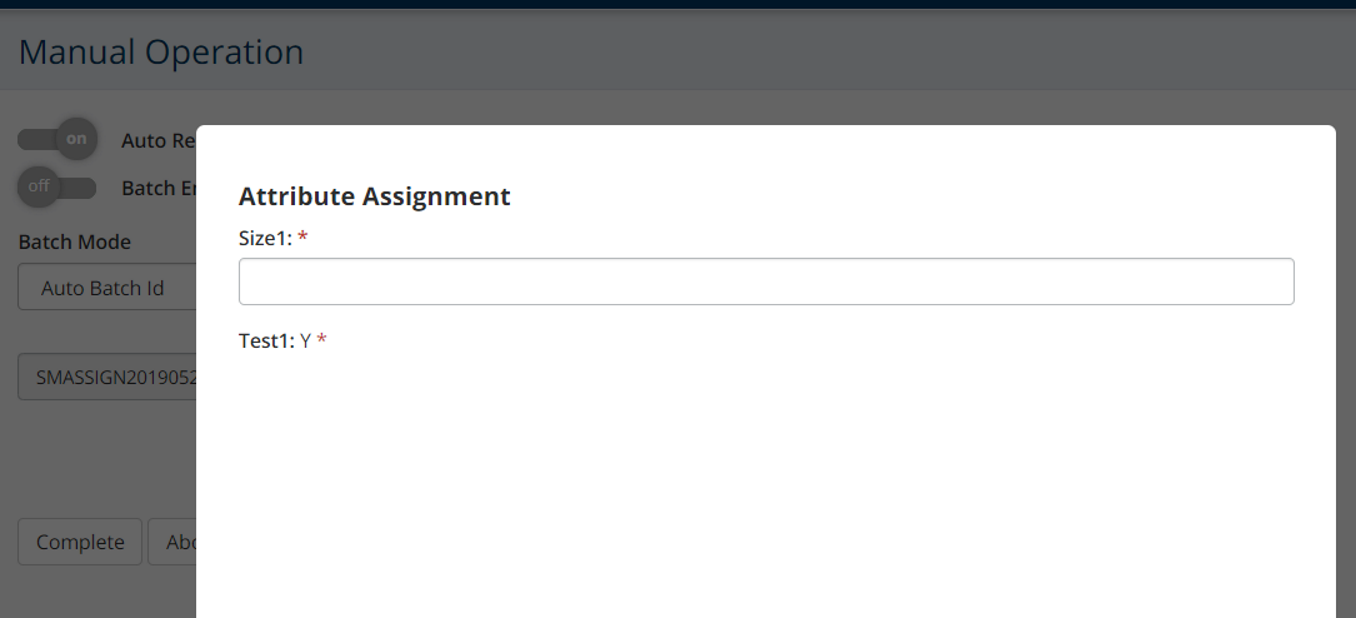 Manual Operation
on
Auto Re
off
Batch Er
Batch Mode
Auto Batch Id
SMASSIGN2019052
Complete
Abo
Attribute Assignment
Size1: *
Test1: Y *